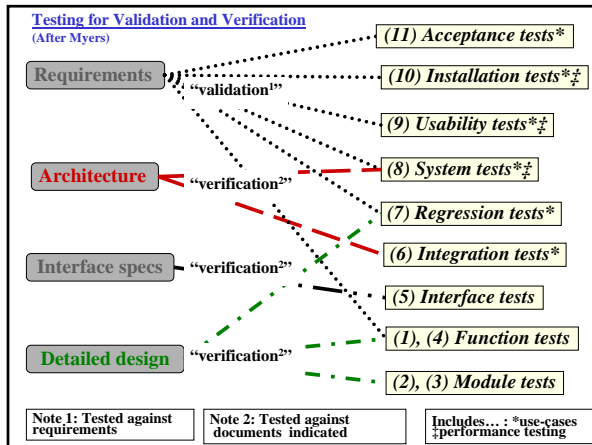 Testing for Validation and Verification
(After Myers)
(11) Acceptance tests*
Requirements
(10) Installation tests*‡
“validation¹”
(9) Usability tests*‡
Architecture
(8) System tests*‡
“verification²”
(7) Regression tests*
(6) Integration tests*
Interface specs
“verification²”
(5) Interface tests
(1), (4) Function tests
Detailed design
“verification²”
(2), (3) Module tests
Note 1: Tested against
requirements
Note 2: Tested against
documents indicated
Includes… : *use-cases
‡performance testing